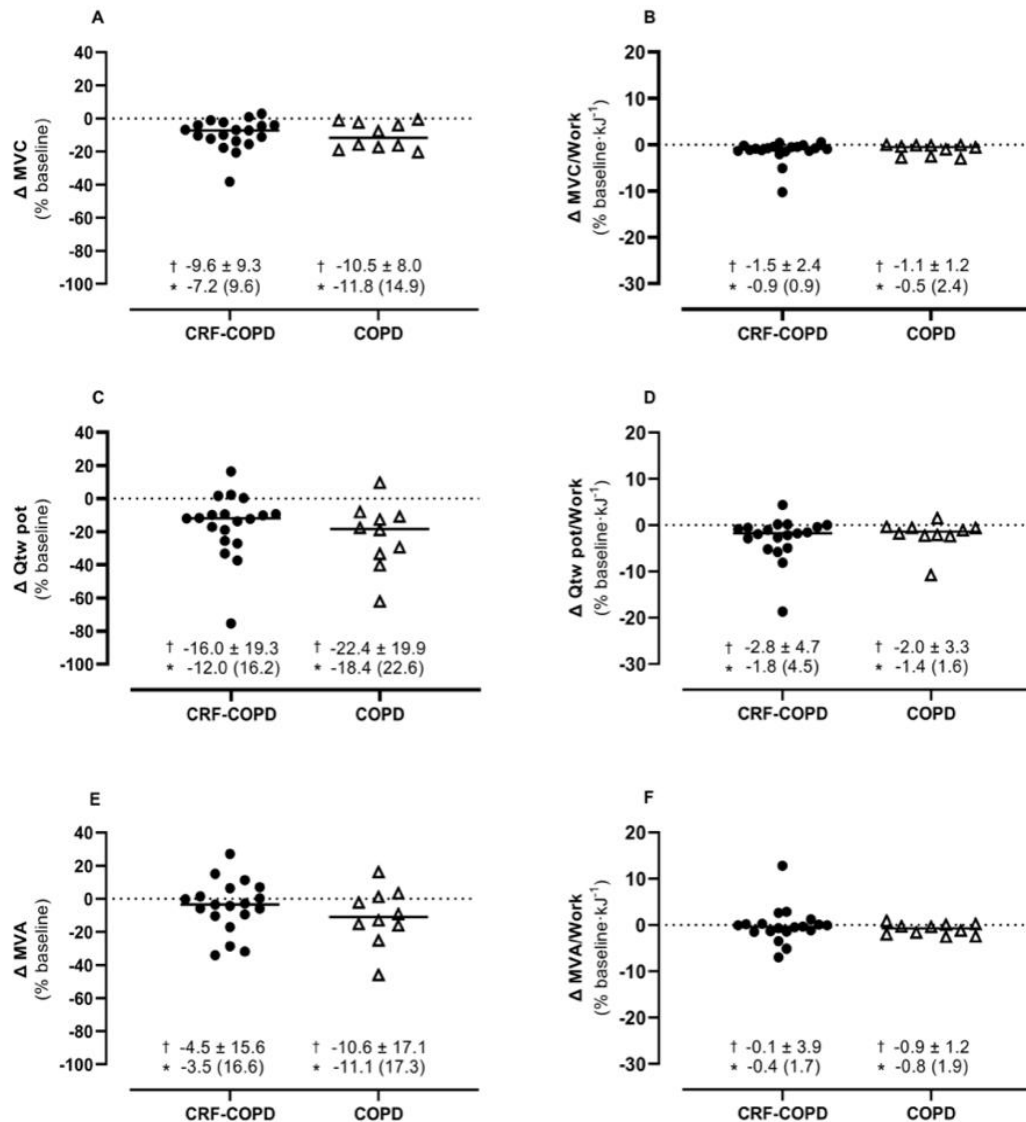 A
Δ MVC
(% baseline)
40
20
0
-20
-40
-60
-80
-100
† -9.6 ± 9.3
* -7.2 (9.6)
† -10.5 ± 8.0
* -11.8 (14.9)
CRF-COPD
COPD
B
Δ MVC/Work
(% baseline·kJ⁻¹)
20
10
0
-10
-20
-30
† -1.5 ± 2.4
* -0.9 (0.9)
† -1.1 ± 1.2
* -0.5 (2.4)
CRF-COPD
COPD
C
Δ Qtw pot
(% baseline)
40
20
0
-20
-40
-60
-80
-100
† -16.0 ± 19.3
* -12.0 (16.2)
† -22.4 ± 19.9
* -18.4 (22.6)
CRF-COPD
COPD
D
Δ Qtw pot/Work
(% baseline·kJ⁻¹)
20
10
0
-10
-20
-30
† -2.8 ± 4.7
* -1.8 (4.5)
† -2.0 ± 3.3
* -1.4 (1.6)
CRF-COPD
COPD
E
Δ MVA
(% baseline)
40
20
0
-20
-40
-60
-80
-100
† -4.5 ± 15.6
* -3.5 (16.6)
† -10.6 ± 17.1
* -11.1 (17.3)
CRF-COPD
COPD
F
Δ MVA/Work
(% baseline·kJ⁻¹)
20
10
0
-10
-20
-30
† -0.1 ± 3.9
* -0.4 (1.7)
† -0.9 ± 1.2
* -0.8 (1.9)
CRF-COPD
COPD